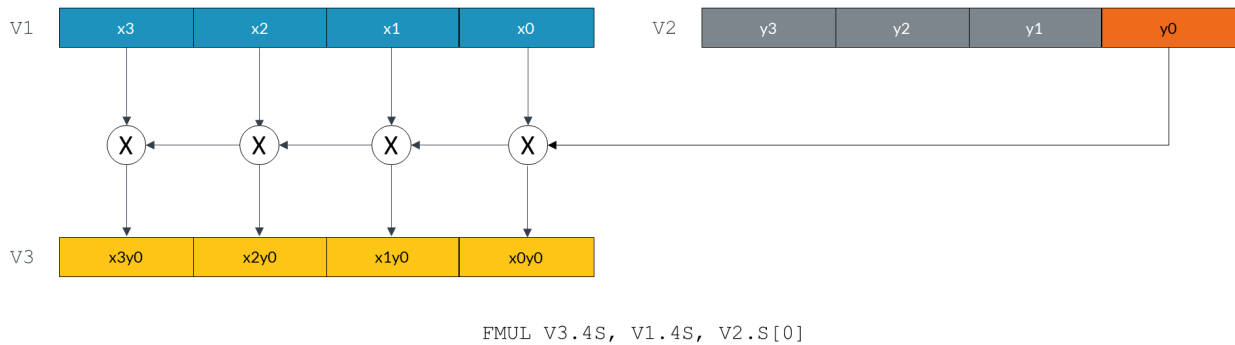 V1 x3 x2 x1 x0 V2 y3 y2 y1 y0
X X X X
V3 x3y0 x2y0 x1y0 x0y0
FMUL V3.4S, V1.4S, V2.S[0]